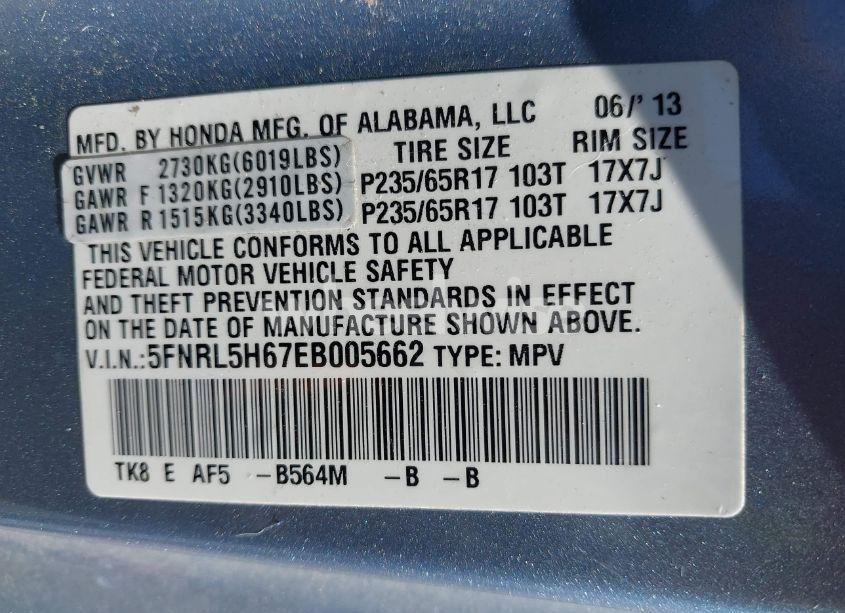 MFD. BY HONDA MFG. OF ALABAMA, LLC 06/'13
GVWR 2730KG(6019LBS) TIRE SIZE RIM SIZE
GAWR F 1320KG(2910LBS) P235/65R17 103T 17X7J
GAWR R 1515KG(3340LBS) P235/65R17 103T 17X7J
THIS VEHICLE CONFORMS TO ALL APPLICABLE
FEDERAL MOTOR VEHICLE SAFETY
AND THEFT PREVENTION STANDARDS IN EFFECT
ON THE DATE OF MANUFACTURE SHOWN ABOVE.
V.I.N.:5FNRL5H67EB005662 TYPE: MPV
TK8 E AF5 -B564M -B -B